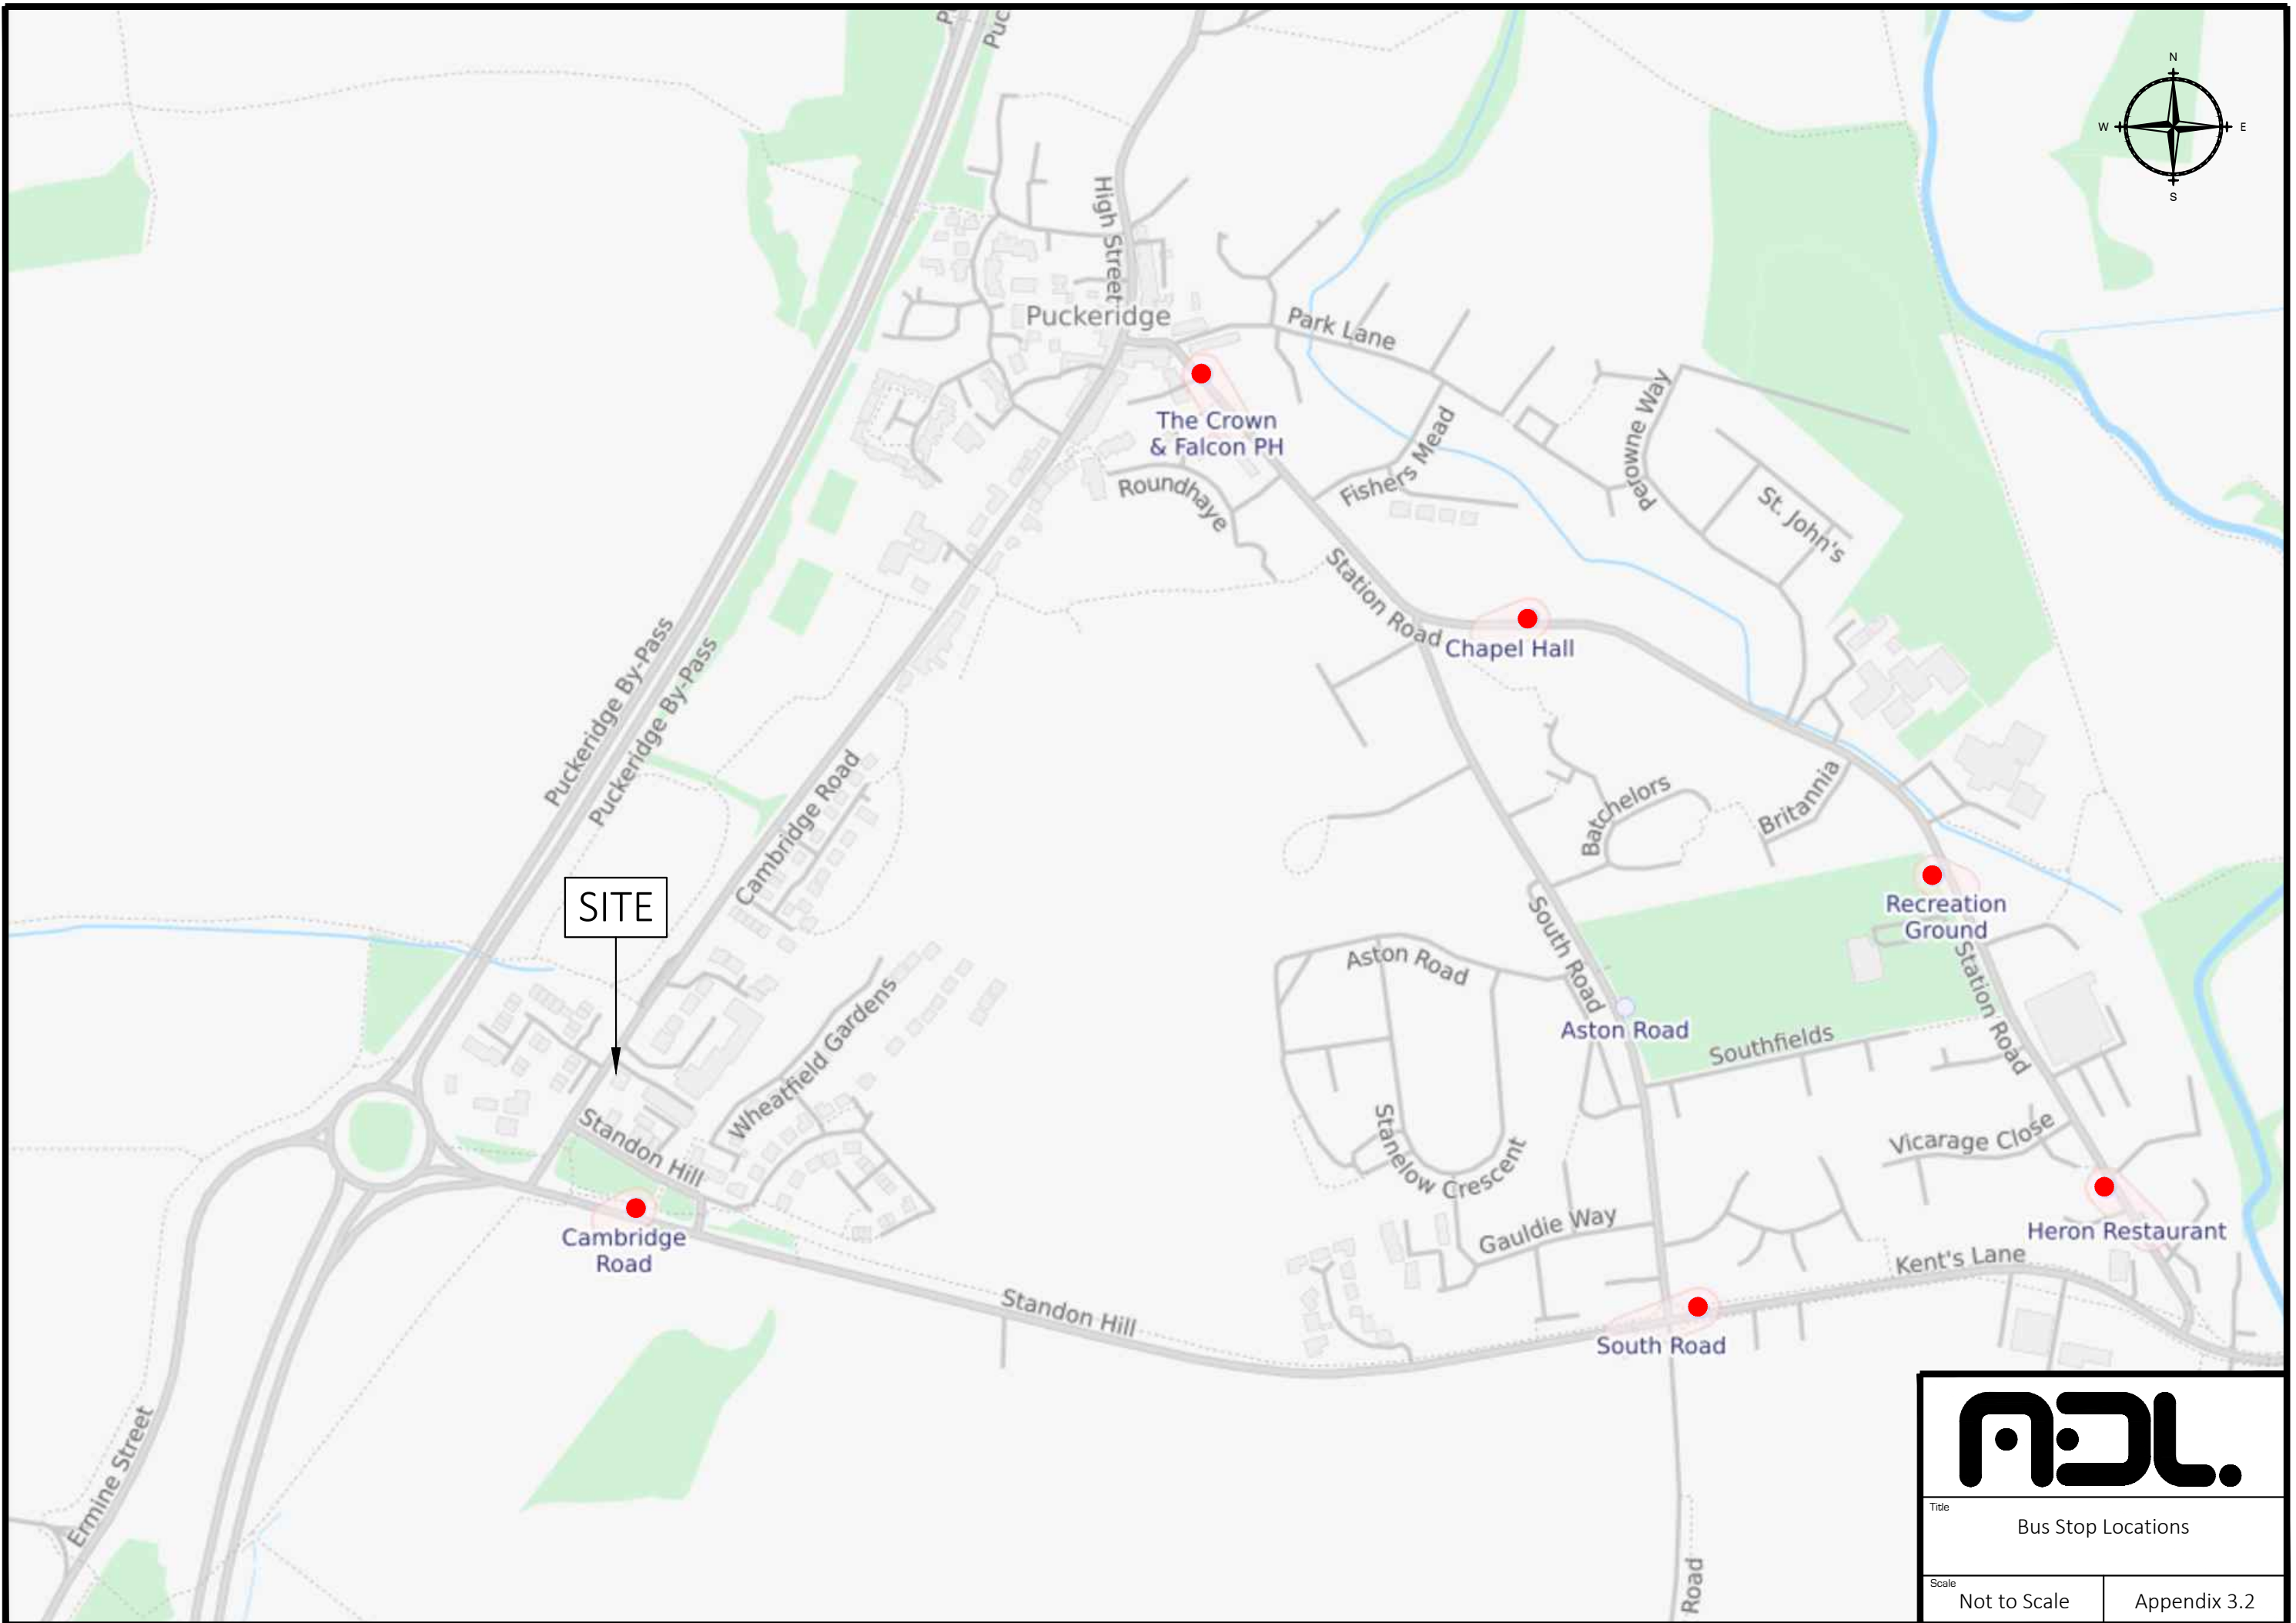 N
W
E
S
High Street
Puckeridge
Park Lane
The Crown
& Falcon PH
Roundhaye
Fishers Mead
Perowne Way
St. John's
Station Road
Chapel Hall
Puckeridge By-Pass
Puckeridge By-Pass
Cambridge Road
Batchelors
Britannia
SITE
South Road
Recreation
Ground
Aston Road
Station Road
Aston Road
Southfields
Wheatfield Gardens
Standon Hill
Stanelow Crescent
Vicarage Close
Cambridge
Road
Gauldie Way
Heron Restaurant
Kent's Lane
Standon Hill
South Road
Ermine Street
Road
ADL.
Title
Bus Stop Locations
Scale
Not to Scale
Appendix 3.2